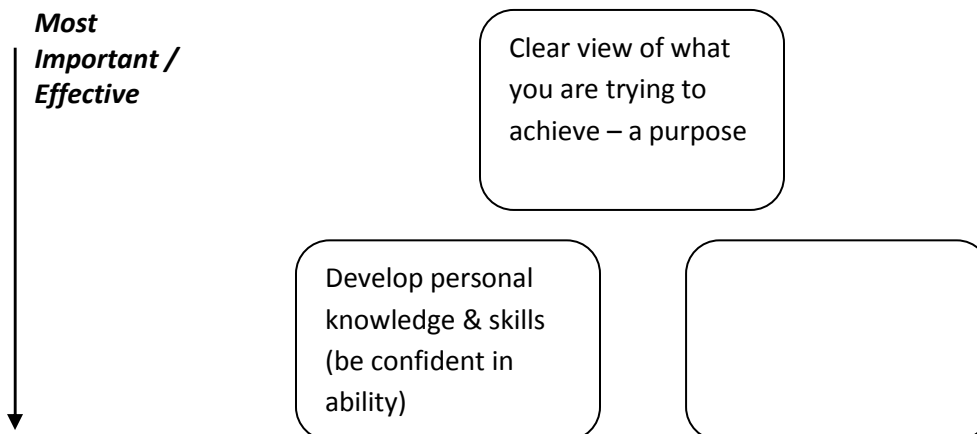 Most
Important /
Effective
Clear view of what
you are trying to
achieve – a purpose
Develop personal
knowledge & skills
(be confident in
ability)